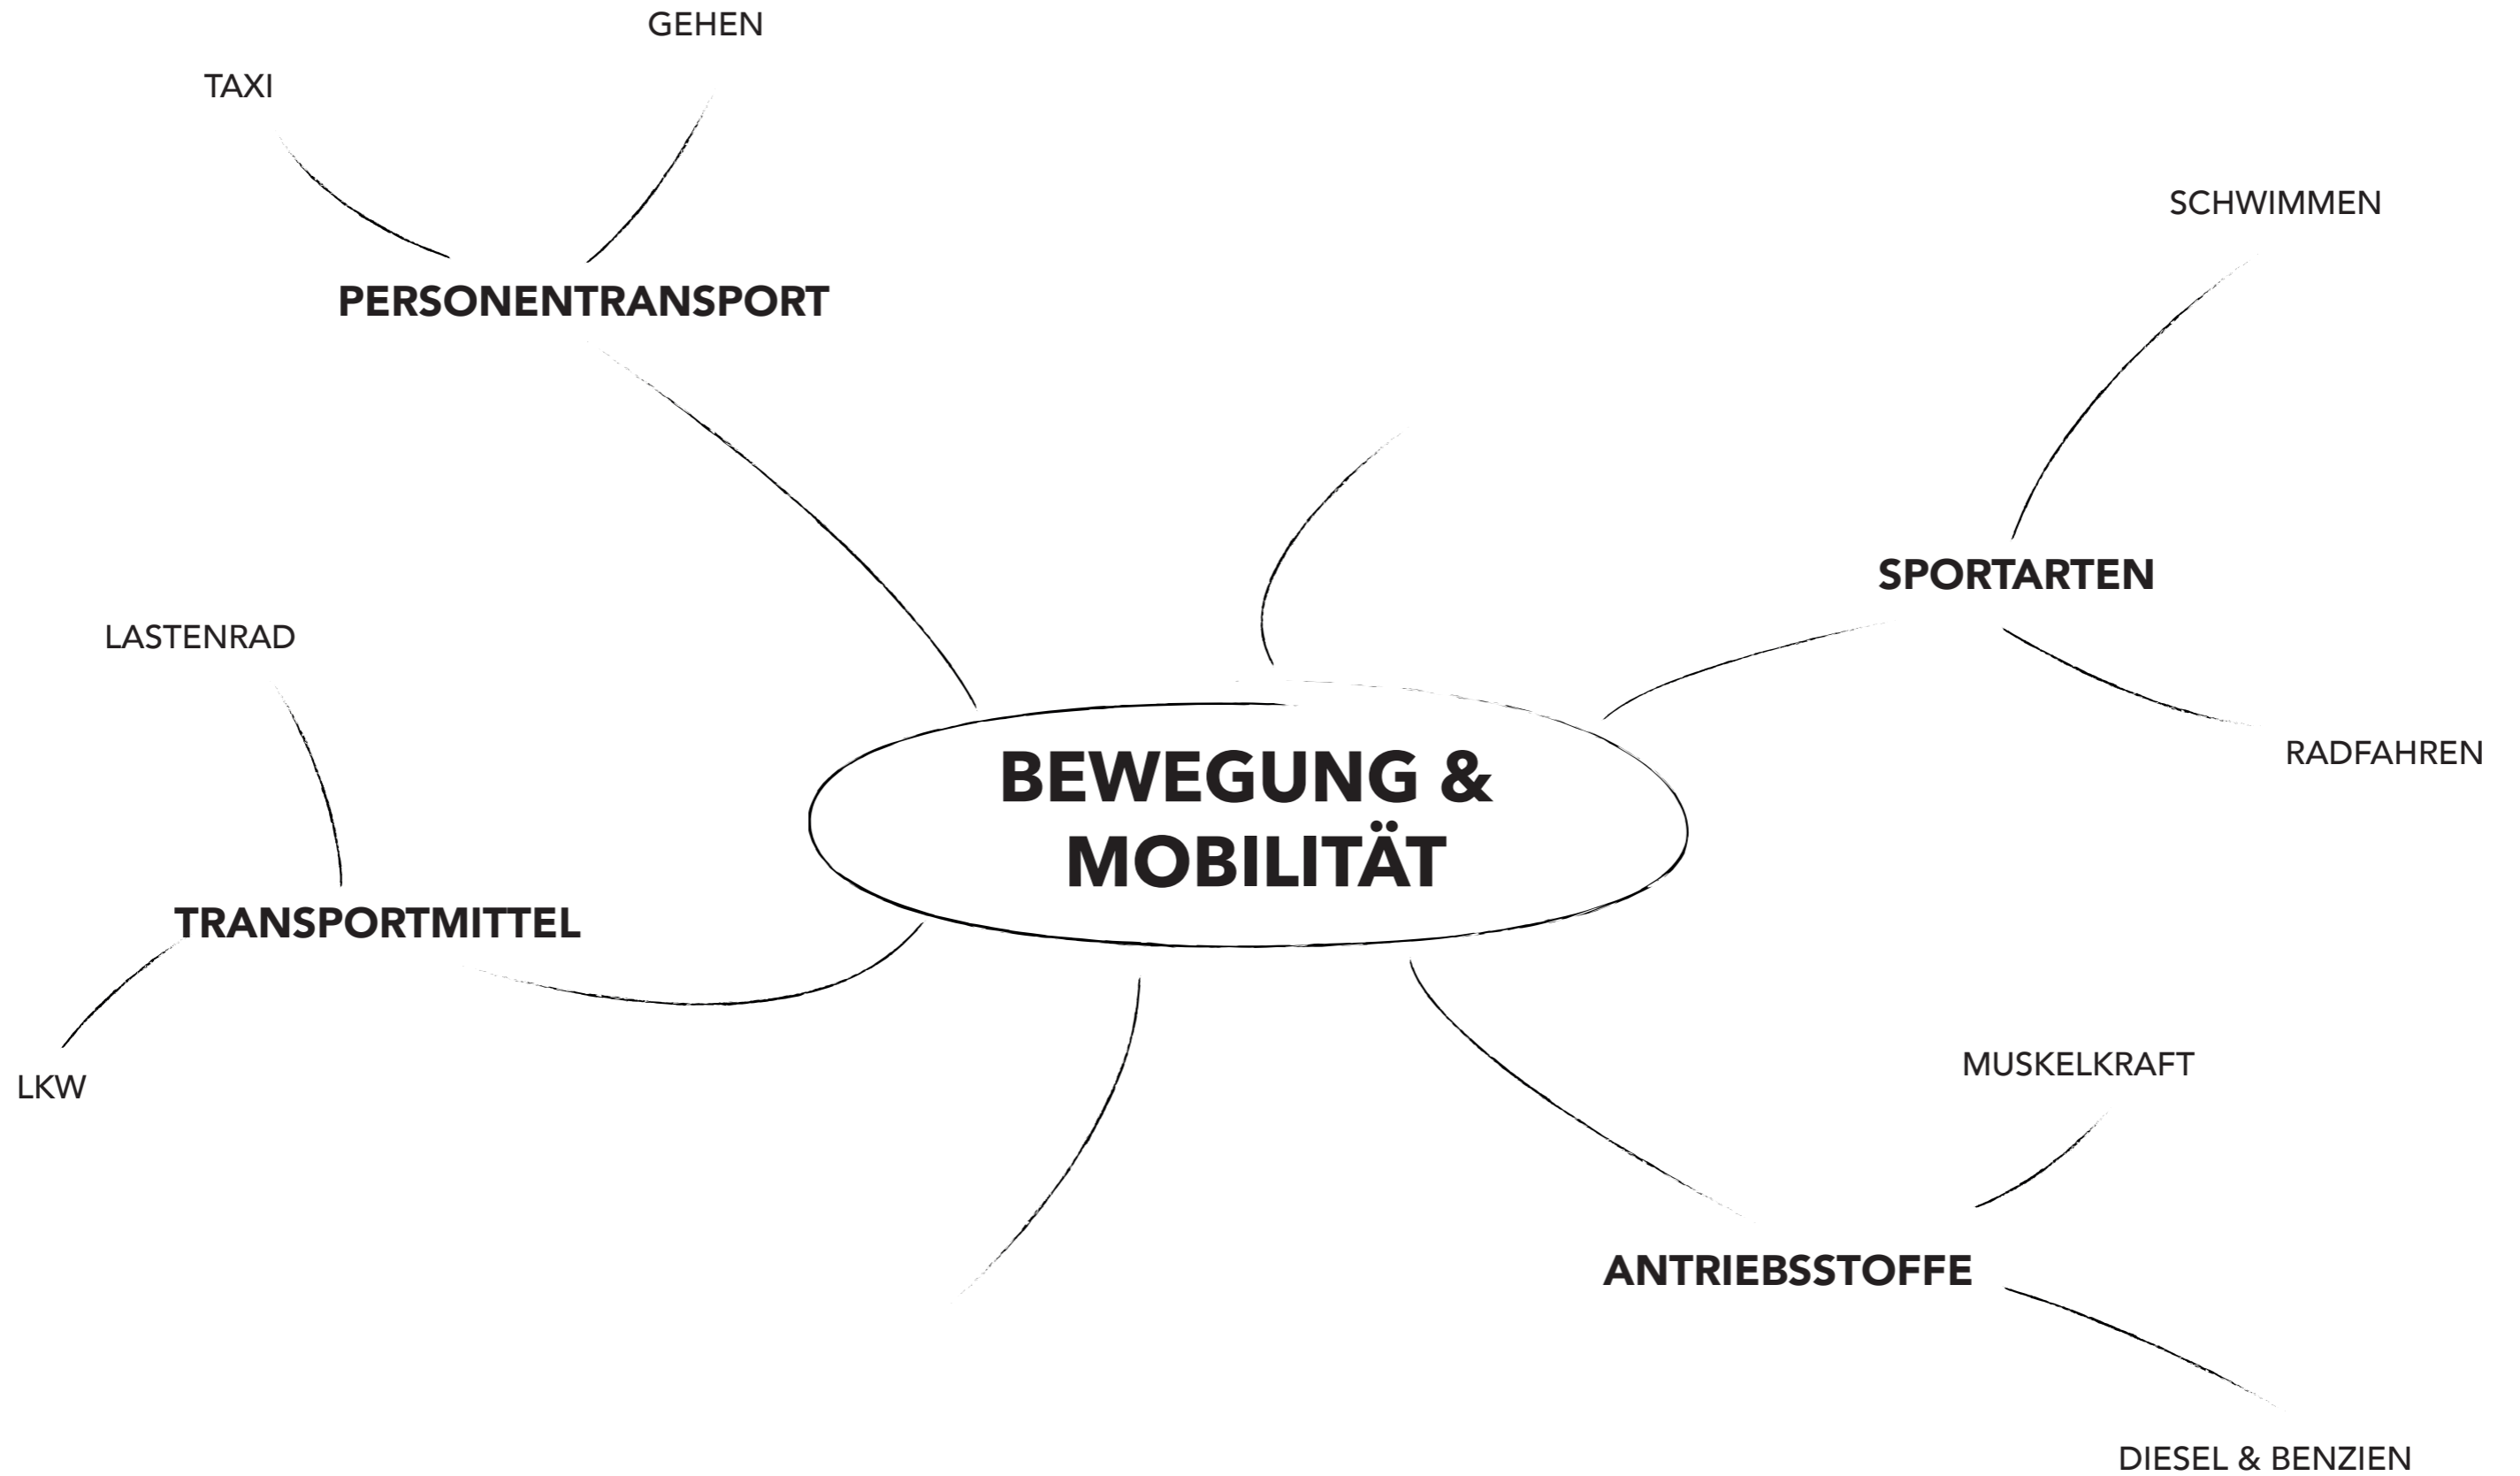 GEHEN
TAXI
SCHWIMMEN
PERSONENTRANSPORT
SPORTARTEN
LASTENRAD
RADFAHREN
BEWEGUNG &
MOBILITÄT
TRANSPORTMITTEL
MUSKELKRAFT
LKW
ANTRIEBSSTOFFE
DIESEL & BENZIEN